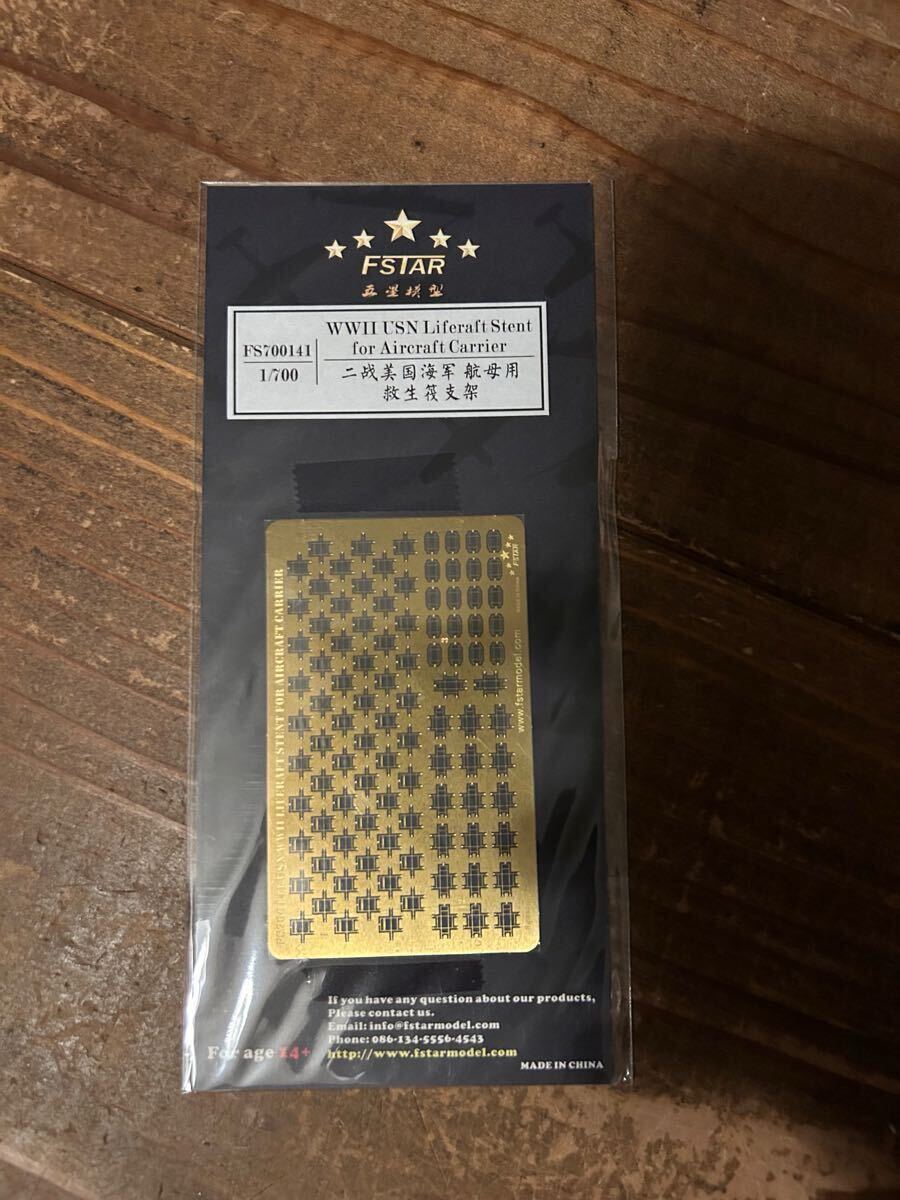 FSTAR
五星模型
FS700141
1/700
WWII USN Liferaft Stent
for Aircraft Carrier
二战美国海军 航母用
救生筏支架
USN WWII LIFERAFT STENT FOR AIRCRAFT CARRIER
FSTAR
www.fstarmodel.com
If you have any question about our products,
Please contact us.
Email: info@fstarmodel.com
Phone: 086-134-5556-4543
For age 14+
http://www.fstarmodel.com
MADE IN CHINA